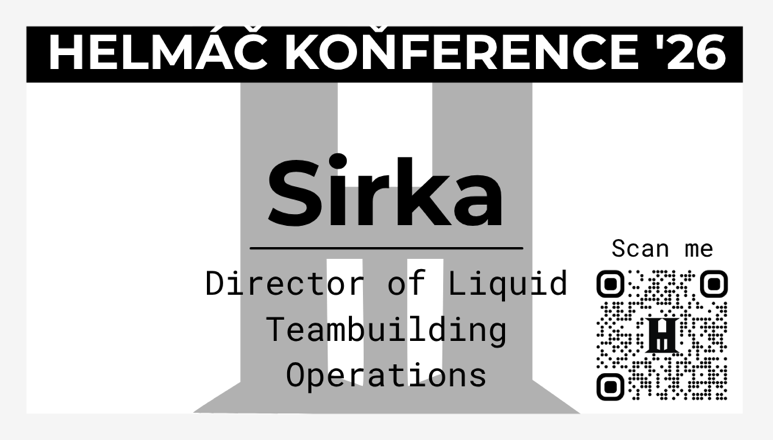 HELMÁČ KOŇFERENCE '26
Sirka
Director of Liquid
Teambuilding
Operations
Scan me
H